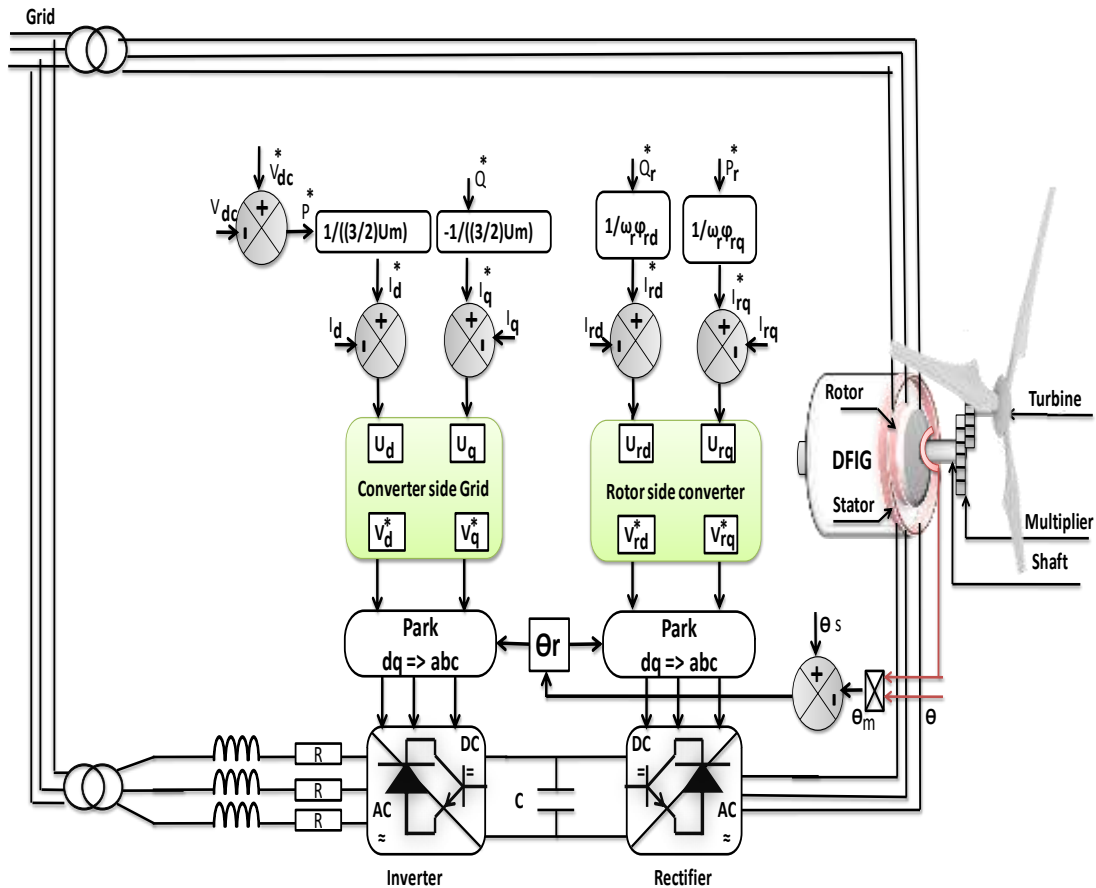 Grid
V*dc
Vdc
+
-
P*
Q*
Q*r
P*r
1/((3/2)Um)
-1/((3/2)Um)
1/ωrφrd
1/ωrφrq
I*d
I*q
I*rd
I*rq
Id
+
-
+
-
Iq
Ird
+
-
+
-
Irq
Ud
Uq
Converter side Grid
V*d
V*q
Urd
Urq
Rotor side converter
V*rd
V*rq
Rotor
DFIG
Stator
Turbine
Multiplier
Shaft
Park
dq => abc
θr
Park
dq => abc
θs
+
-
θm
θ
R
R
R
DC
=
AC
≈
C
DC
=
AC
≈
Inverter
Rectifier